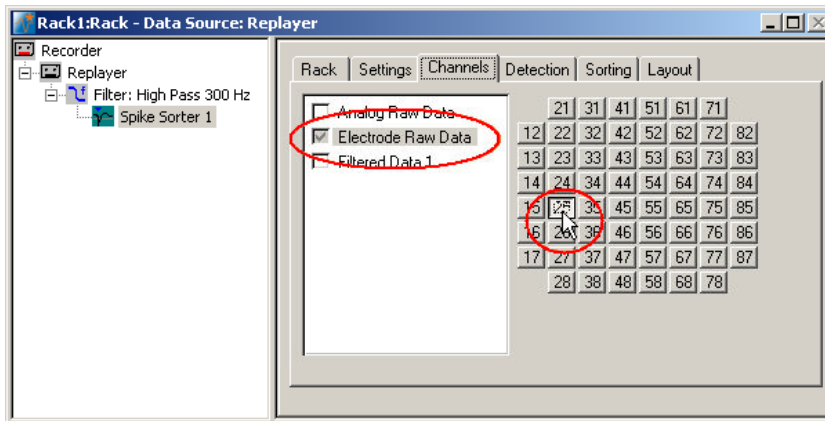 Rack1:Rack - Data Source: Replayer
Recorder
Replayer
Filter: High Pass 300 Hz
Spike Sorter 1
Rack Settings Channels Detection Sorting Layout
Analog Raw Data
Electrode Raw Data
Filtered Data 1
21 31 41 51 61 71
12 22 32 42 52 62 72 82
13 23 33 43 53 63 73 83
14 24 34 44 54 64 74 84
15 25 35 45 55 65 75 85
16 26 36 46 56 66 76 86
17 27 37 47 57 67 77 87
28 38 48 58 68 78